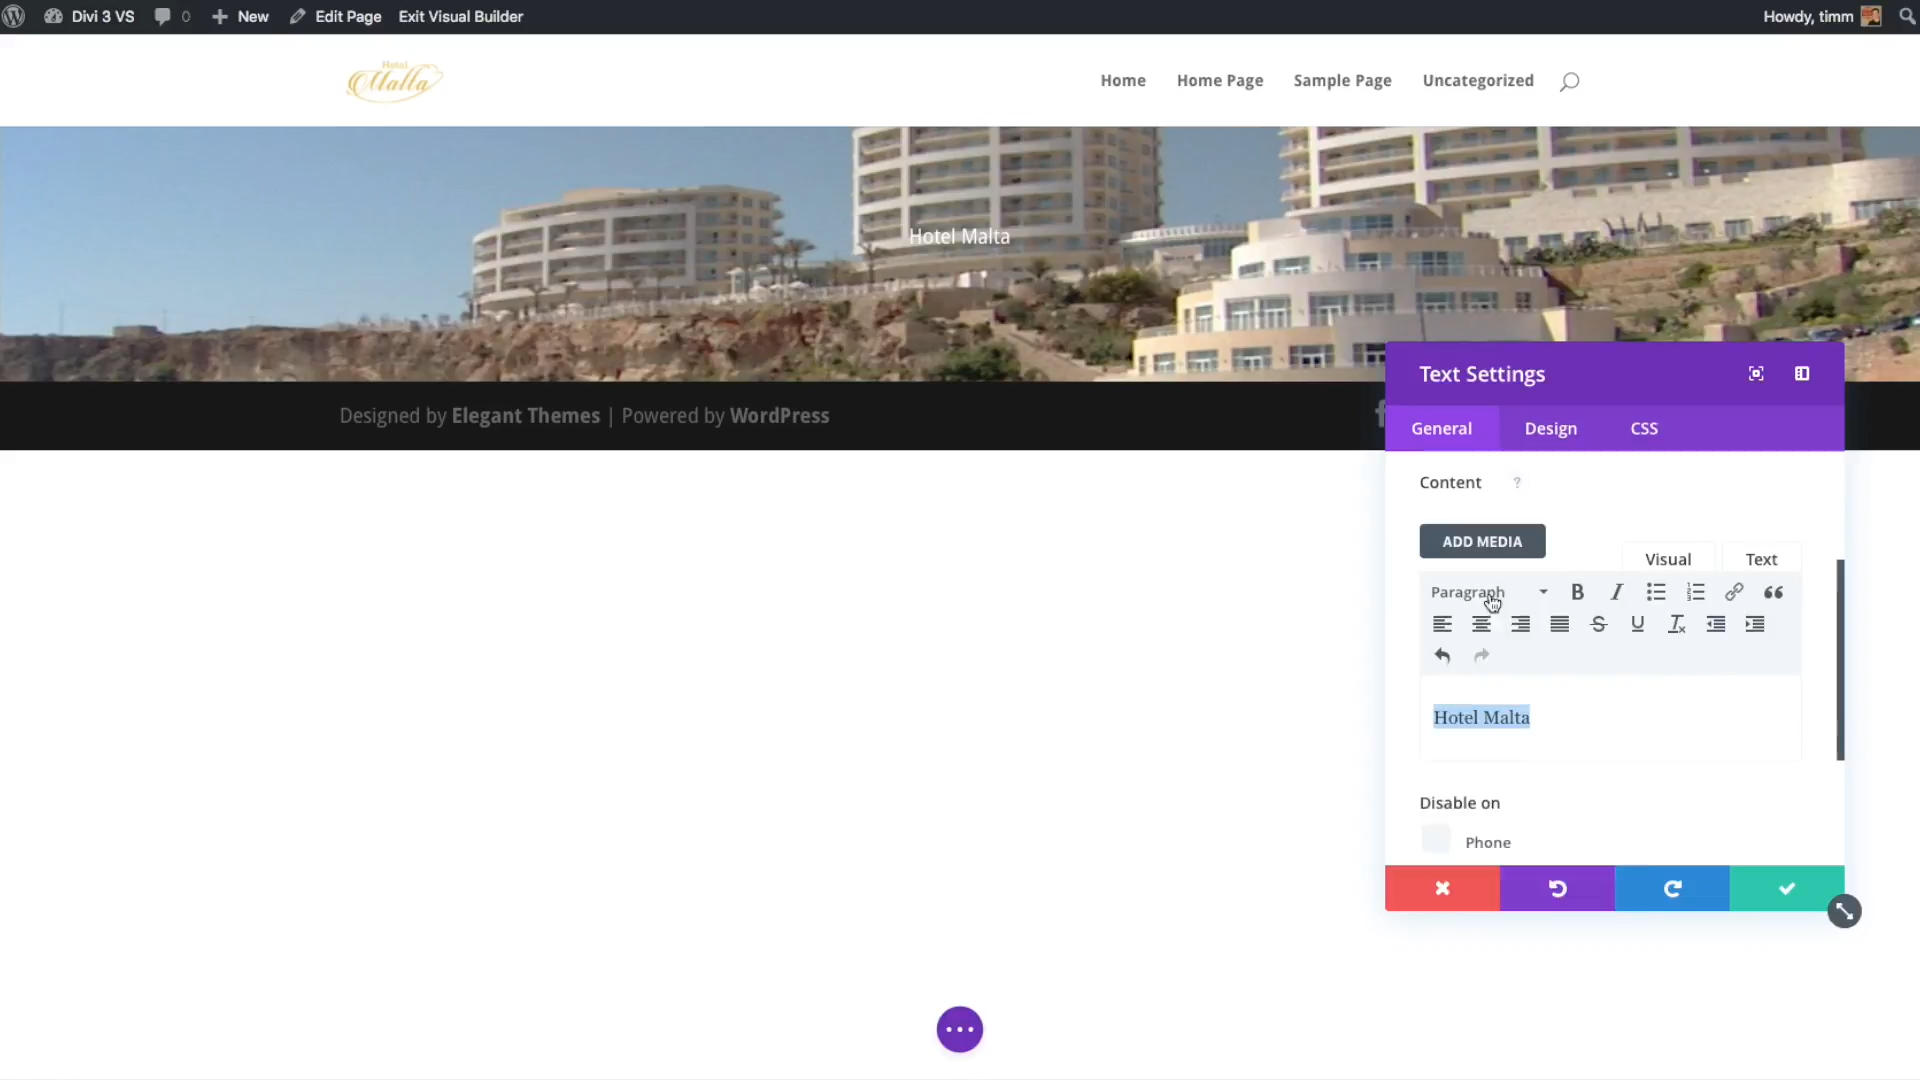 Divi 3 VS 0 New Edit Page Exit Visual Builder Howdy, timm
Hotel
Malta
Home Home Page Sample Page Uncategorized
Hotel Malta
Designed by Elegant Themes | Powered by WordPress
Text Settings
General Design CSS
Content ?
ADD MEDIA
Visual Text
Paragraph
Hotel Malta
Disable on
Phone